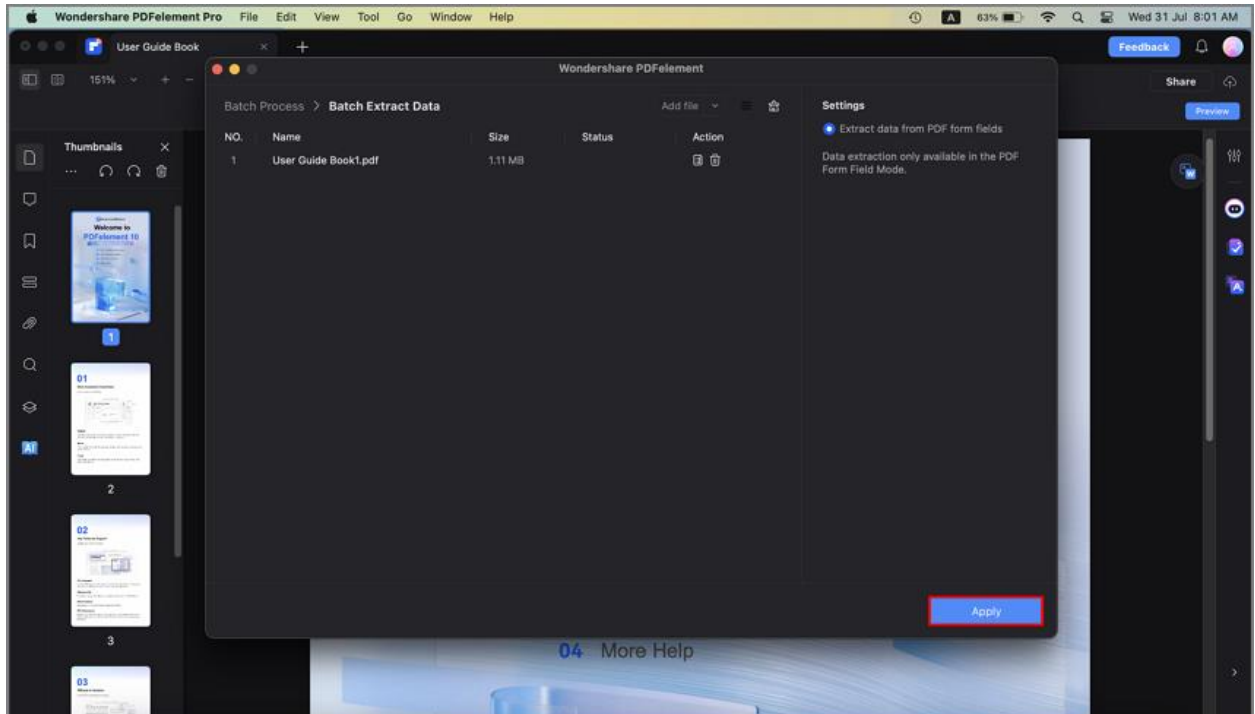 Wondershare PDFelement Pro File Edit View Tool Go Window Help A 63% Wed 31 Jul 8:01 AM
User Guide Book × + Feedback
151% + − Wondershare PDFelement Share
Preview
Batch Process > Batch Extract Data Add file Settings
NO. Name Size Status Action Extract data from PDF form fields
1 User Guide Book1.pdf 1.11 MB Data extraction only available in the PDF
Form Field Mode.
Thumbnails ×
Welcome to
PDFelement 10
1
01
2
02
3
03
AI
Apply
04 More Help